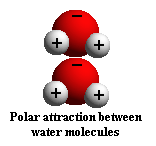 −
+ +
−
+ +
Polar attraction between
water molecules